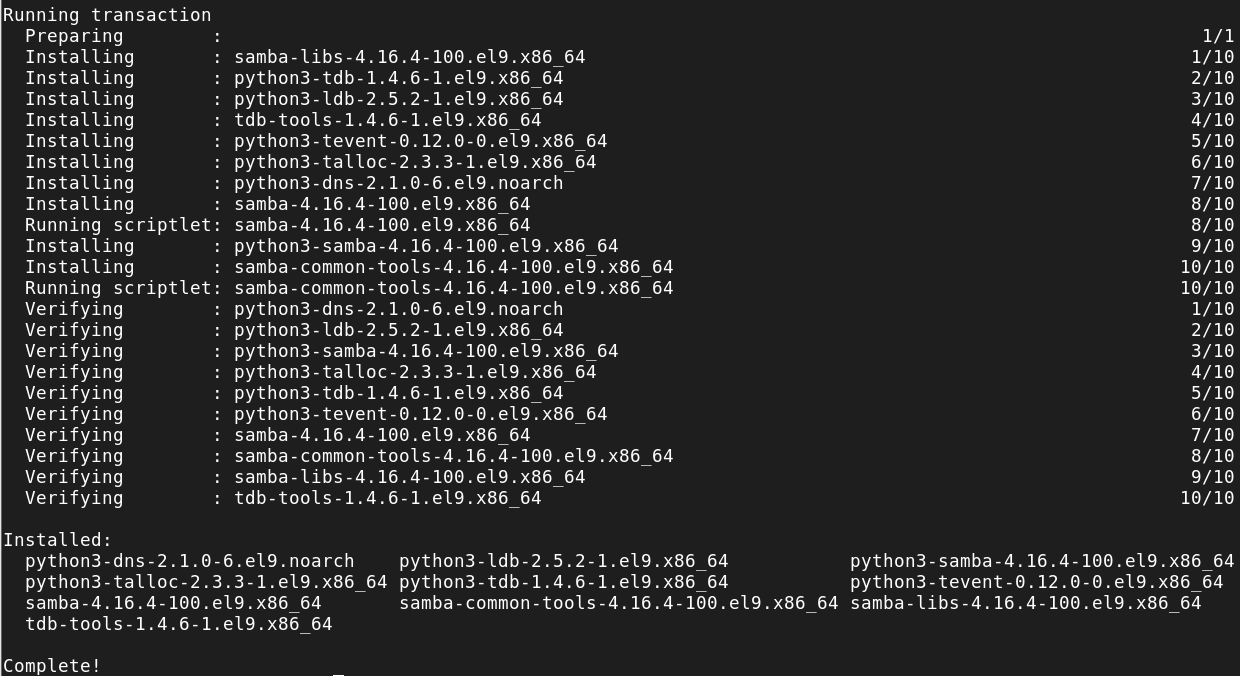 Running transaction
  Preparing        :                                                                                         1/1
  Installing       : samba-libs-4.16.4-100.el9.x86_64                                                       1/10
  Installing       : python3-tdb-1.4.6-1.el9.x86_64                                                         2/10
  Installing       : python3-ldb-2.5.2-1.el9.x86_64                                                         3/10
  Installing       : tdb-tools-1.4.6-1.el9.x86_64                                                           4/10
  Installing       : python3-tevent-0.12.0-0.el9.x86_64                                                     5/10
  Installing       : python3-talloc-2.3.3-1.el9.x86_64                                                      6/10
  Installing       : python3-dns-2.1.0-6.el9.noarch                                                         7/10
  Installing       : samba-4.16.4-100.el9.x86_64                                                            8/10
  Running scriptlet: samba-4.16.4-100.el9.x86_64                                                            8/10
  Installing       : python3-samba-4.16.4-100.el9.x86_64                                                    9/10
  Installing       : samba-common-tools-4.16.4-100.el9.x86_64                                              10/10
  Running scriptlet: samba-common-tools-4.16.4-100.el9.x86_64                                              10/10
  Verifying        : python3-dns-2.1.0-6.el9.noarch                                                         1/10
  Verifying        : python3-ldb-2.5.2-1.el9.x86_64                                                         2/10
  Verifying        : python3-samba-4.16.4-100.el9.x86_64                                                    3/10
  Verifying        : python3-talloc-2.3.3-1.el9.x86_64                                                      4/10
  Verifying        : python3-tdb-1.4.6-1.el9.x86_64                                                         5/10
  Verifying        : python3-tevent-0.12.0-0.el9.x86_64                                                     6/10
  Verifying        : samba-4.16.4-100.el9.x86_64                                                            7/10
  Verifying        : samba-common-tools-4.16.4-100.el9.x86_64                                               8/10
  Verifying        : samba-libs-4.16.4-100.el9.x86_64                                                       9/10
  Verifying        : tdb-tools-1.4.6-1.el9.x86_64                                                          10/10

Installed:
  python3-dns-2.1.0-6.el9.noarch    python3-ldb-2.5.2-1.el9.x86_64           python3-samba-4.16.4-100.el9.x86_64
  python3-talloc-2.3.3-1.el9.x86_64 python3-tdb-1.4.6-1.el9.x86_64           python3-tevent-0.12.0-0.el9.x86_64
  samba-4.16.4-100.el9.x86_64       samba-common-tools-4.16.4-100.el9.x86_64 samba-libs-4.16.4-100.el9.x86_64
  tdb-tools-1.4.6-1.el9.x86_64

Complete!